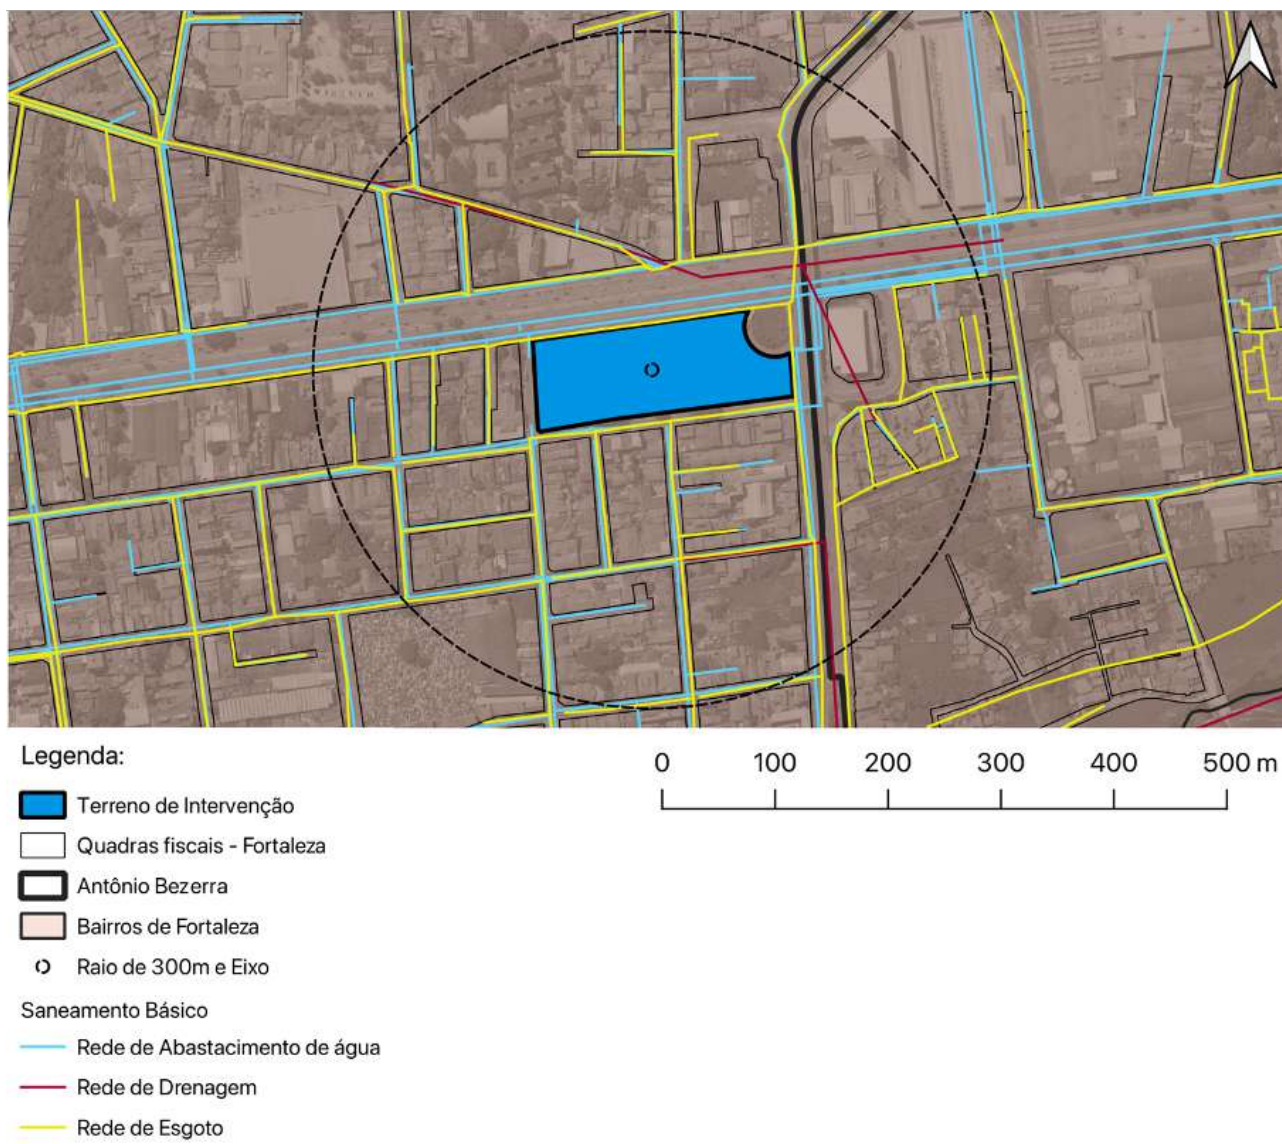 Legenda:
Terreno de Intervenção
Quadras fiscais - Fortaleza
Antônio Bezerra
Bairros de Fortaleza
Raio de 300m e Eixo
Saneamento Básico
Rede de Abastacimento de água
Rede de Drenagem
Rede de Esgoto
0 100 200 300 400 500 m